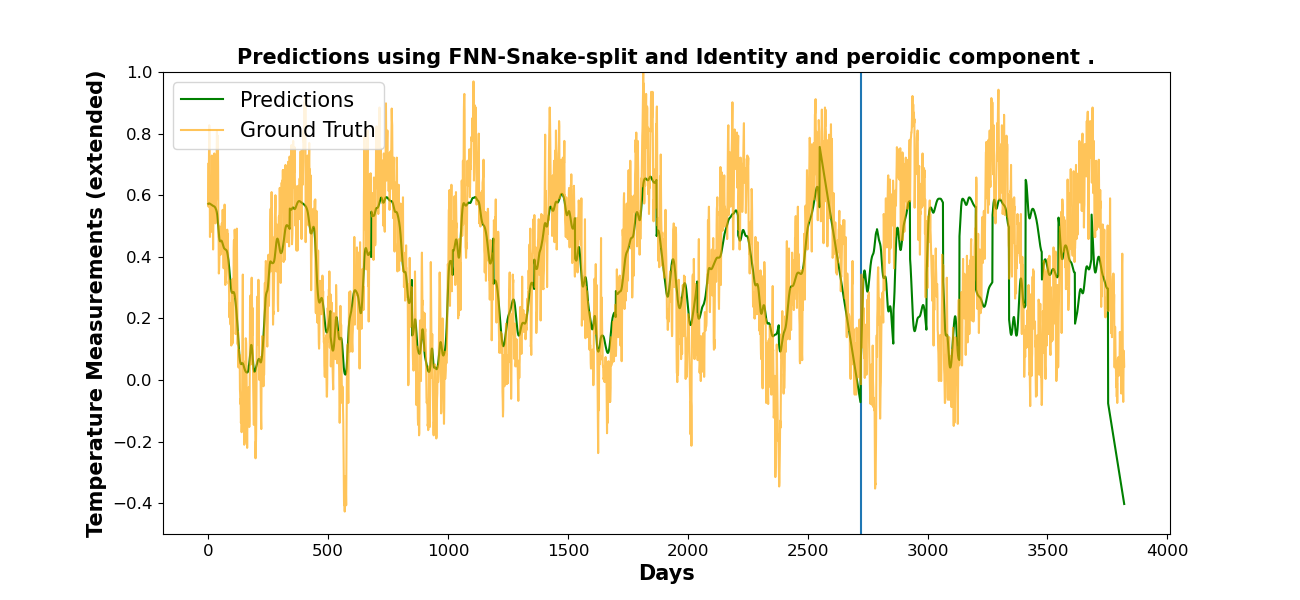 Predictions using FNN-Snake-split and Identity and peroidic component .
Temperature Measurements (extended)
1.0
0.8
0.6
0.4
0.2
0.0
−0.2
−0.4
Predictions
Ground Truth
0 500 1000 1500 2000 2500 3000 3500 4000
Days